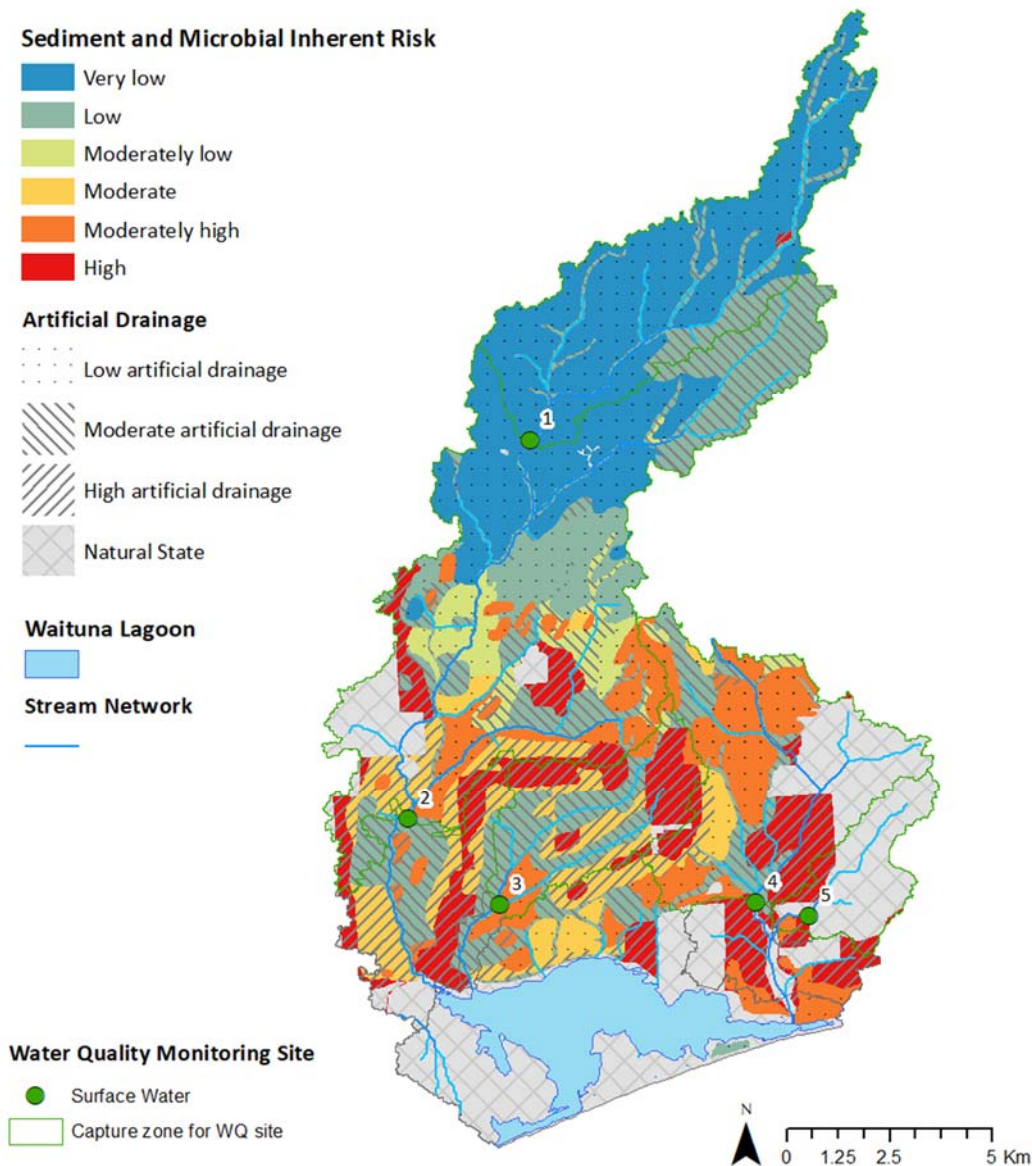 Sediment and Microbial Inherent Risk
Very low
Low
Moderately low
Moderate
Moderately high
High
Artificial Drainage
Low artificial drainage
Moderate artificial drainage
High artificial drainage
Natural State
Waituna Lagoon
Stream Network
Water Quality Monitoring Site
Surface Water
Capture zone for WQ site
1
2
3
4
5
N
0 1.25 2.5 5 Km